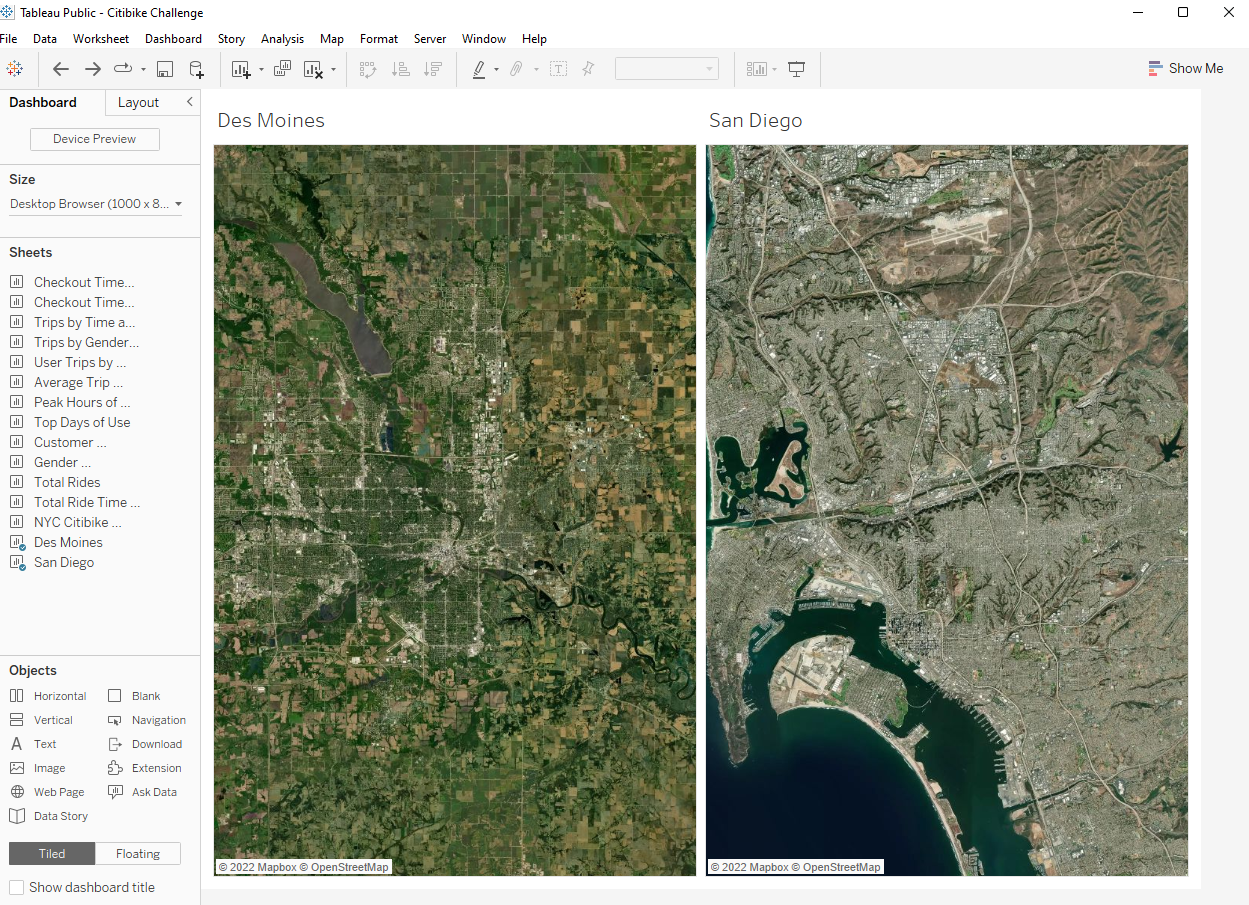 Tableau Public - Citibike Challenge
File Data Worksheet Dashboard Story Analysis Map Format Server Window Help
Show Me
Dashboard Layout
Device Preview
Size
Desktop Browser (1000 x 8...
Sheets
Checkout Time...
Checkout Time...
Trips by Time a...
Trips by Gender...
User Trips by ...
Average Trip ...
Peak Hours of ...
Top Days of Use
Customer ...
Gender ...
Total Rides
Total Ride Time ...
NYC Citibike ...
Des Moines
San Diego
Objects
Horizontal Blank
Vertical Navigation
Text Download
Image Extension
Web Page Ask Data
Data Story
Tiled Floating
Show dashboard title
Des Moines
© 2022 Mapbox © OpenStreetMap
San Diego
© 2022 Mapbox © OpenStreetMap